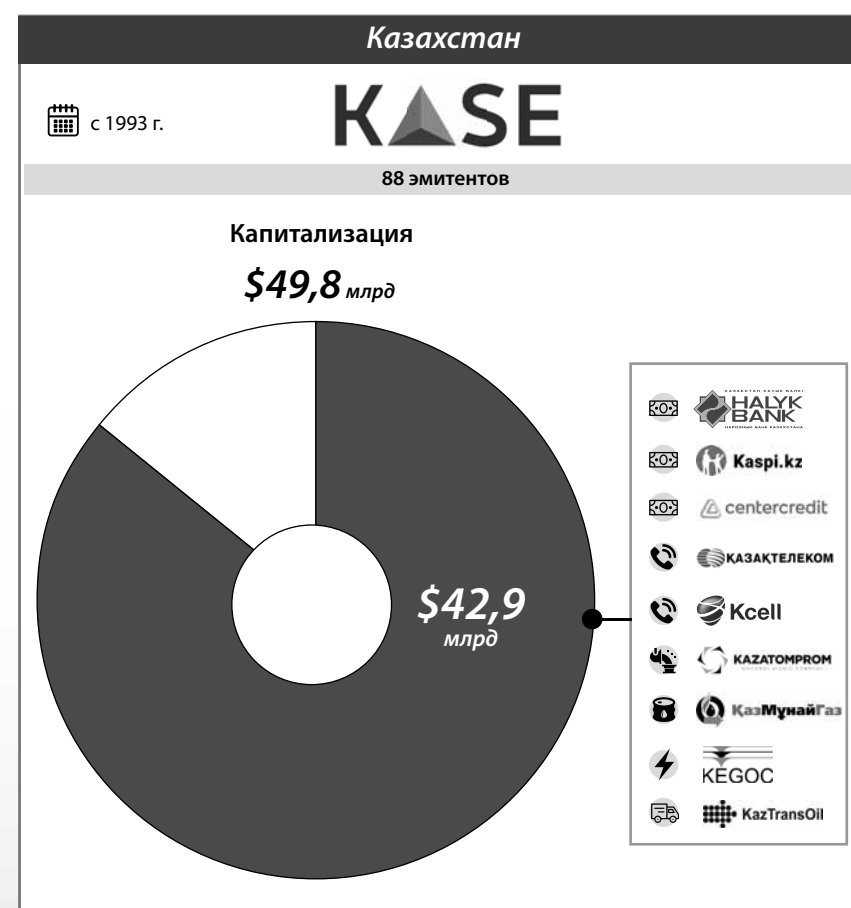 Казахстан
с 1993 г.
KASE
88 эмитентов
Капитализация
$49,8 млрд
$42,9
млрд
HALYK
BANK
Kaspi.kz
centercredit
ҚАЗАҚТЕЛЕКОМ
Kcell
KAZATOMPROM
ҚазМұнайГаз
KEGOC
KazTransOil